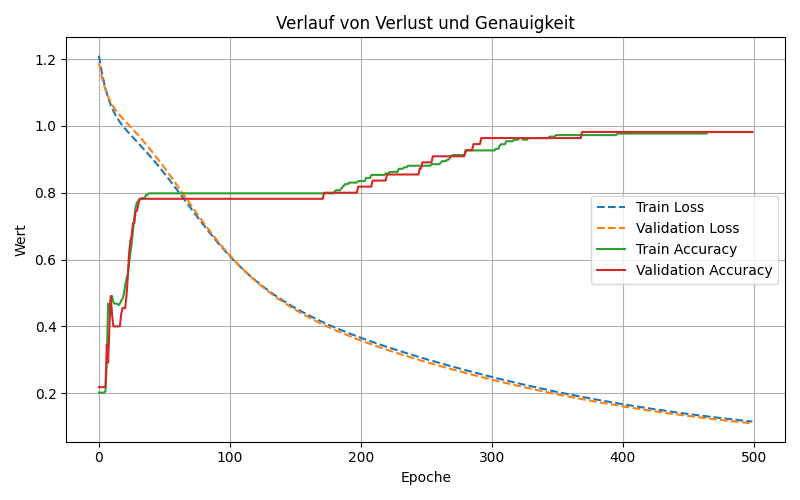 Verlauf von Verlust und Genauigkeit
Wert
1.2
1.0
0.8
0.6
0.4
0.2
Train Loss
Validation Loss
Train Accuracy
Validation Accuracy
0 100 200 300 400 500
Epoche